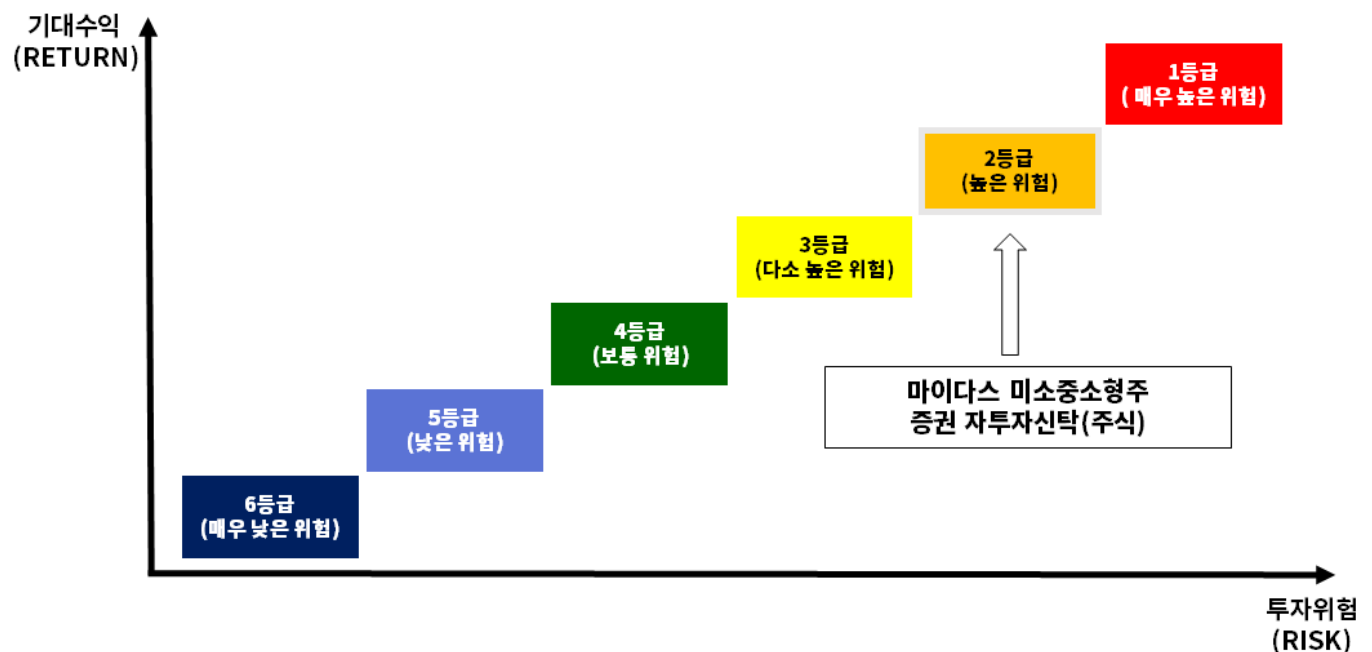 기대수익
(RETURN)
1등급
( 매우 높은 위험)
2등급
(높은 위험)
3등급
(다소 높은 위험)
4등급
(보통 위험)
마이다스 미소중소형주
증권 자투자신탁(주식)
5등급
(낮은 위험)
6등급
(매우 낮은 위험)
투자위험
(RISK)